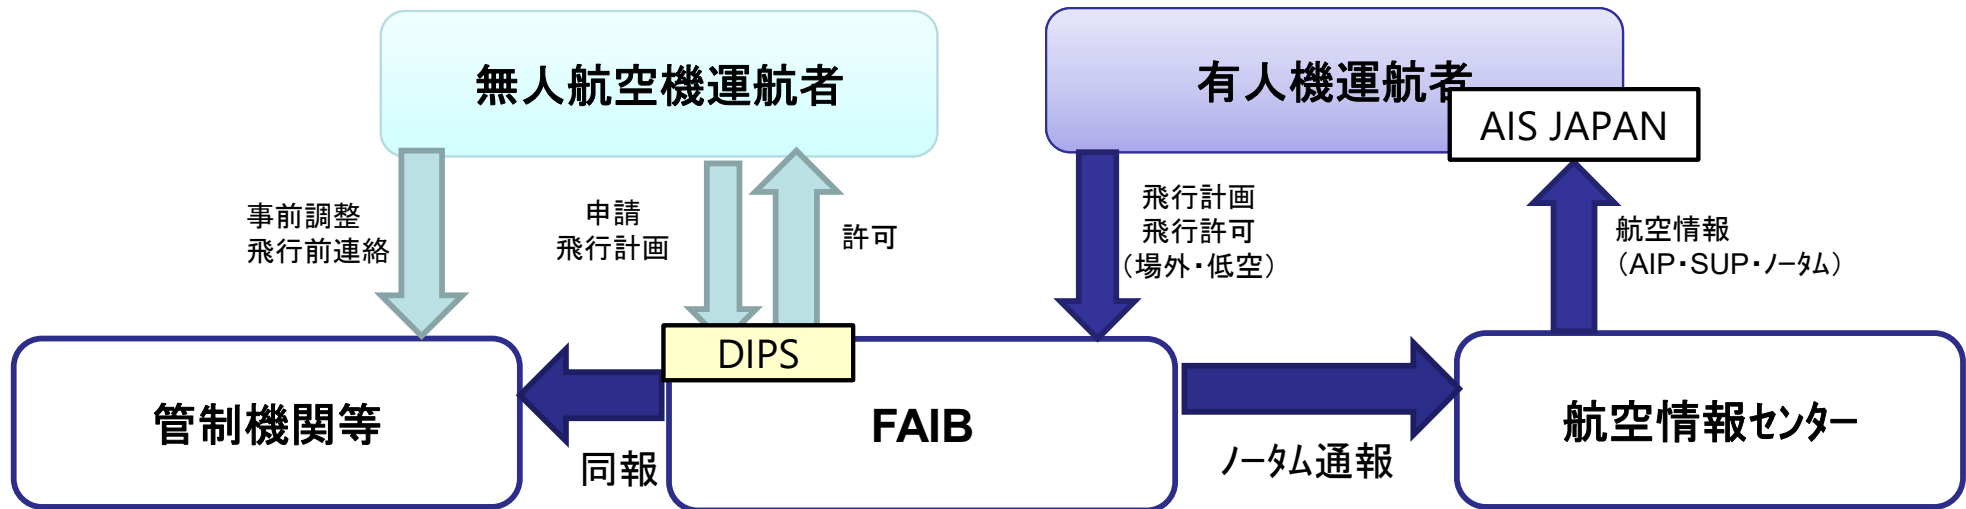 無人航空機運航者
有人機運航者
AIS JAPAN
事前調整
飛行前連絡
申請
飛行計画
許可
飛行計画
飛行許可
（場外・低空）
航空情報
（AIP・SUP・ﾉｰﾀﾑ）
DIPS
管制機関等
同報
FAIB
ﾉｰﾀﾑ通報
航空情報ｾﾝﾀｰ